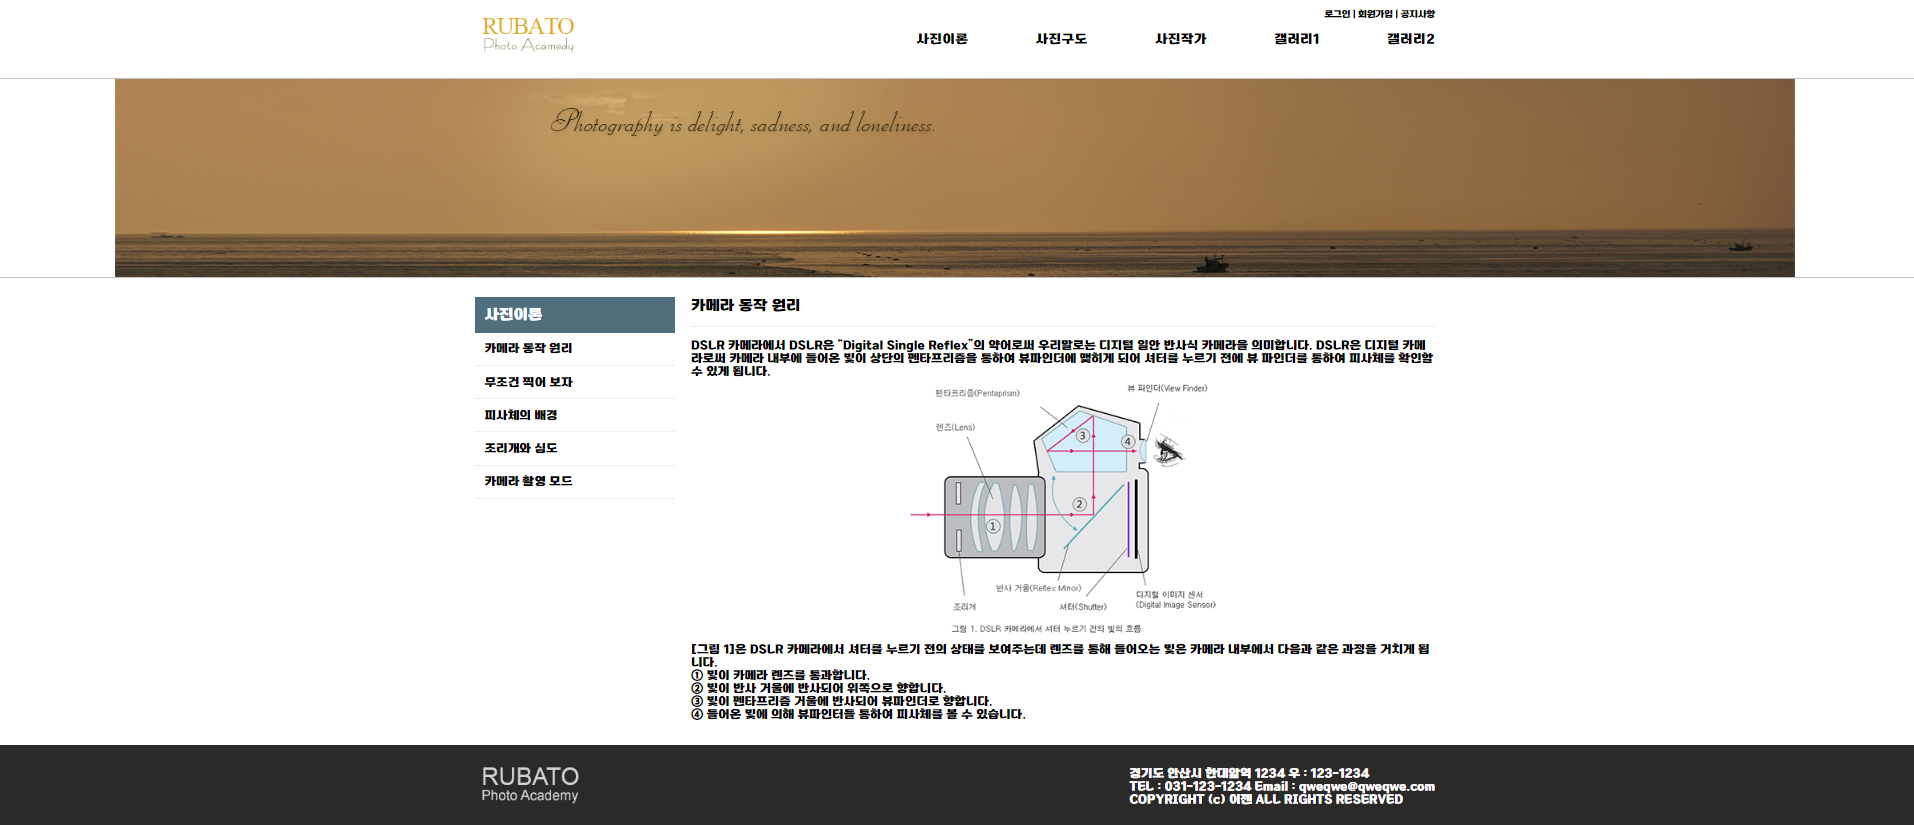 RUBATO
Photo Acamedy
로그인 | 회원가입 | 공지사항
사진이론 사진구도 사진작가 갤러리1 갤러리2
Photography is delight, sadness, and loneliness.
사진이론
카메라 동작 원리
무조건 찍어 보자
피사체의 배경
조리개와 심도
카메라 촬영 모드
카메라 동작 원리
DSLR 카메라에서 DSLR은 "Digital Single Reflex"의 약어로써 우리말로는 디지털 일안 반사식 카메라을 의미합니다. DSLR은 디지털 카메
라로써 카메라 내부에 들어온 빛이 상단의 펜타프리즘을 통하여 뷰파인더에 맺히게 되어 셔터를 누르기 전에 뷰 파인더를 통하여 피사체를 확인할
수 있게 됩니다.
펜타프리즘(Pentaprism)
뷰 파인더(View Finder)
렌즈(Lens)
③
④
②
①
반사 거울(Reflex Mirror)
조리개
셔터(Shutter)
디지털 이미지 센서
(Digital Image Sensor)
그림 1, DSLR 카메라에서 셔터 누르기 전의 빛의 흐름
[그림 1]은 DSLR 카메라에서 셔터를 누르기 전의 상태를 보여주는데 렌즈를 통해 들어오는 빛은 카메라 내부에서 다음과 같은 과정을 거치게 됩
니다.
① 빛이 카메라 렌즈를 통과합니다.
② 빛이 반사 거울에 반사되어 위쪽으로 향합니다.
③ 빛이 펜타프리즘 거울에 반사되어 뷰파인더로 향합니다.
④ 들어온 빛에 의해 뷰파인터들 통하여 피사체를 볼 수 있습니다.
RUBATO
Photo Academy
경기도 안산시 한대앞역 1234 우 : 123-1234
TEL : 031-123-1234 Email : qweqwe@qweqwe.com
COPYRIGHT (c) 이젠 ALL RIGHTS RESERVED